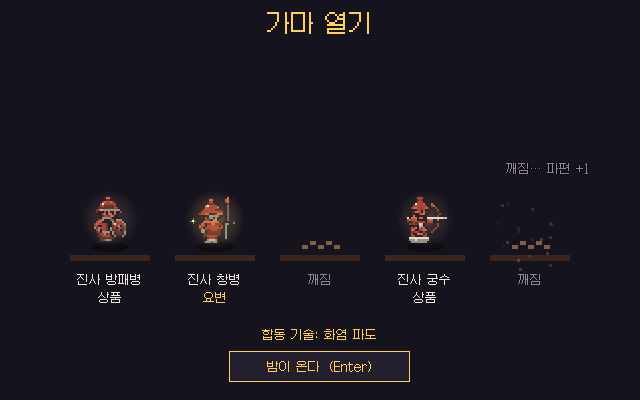 가마 열기
깨짐… 파편 +1
진사 방패병
상품
진사 창병
요변
깨짐
진사 궁수
상품
깨짐
합동 기술: 화염 파도
밤이 온다 (Enter)